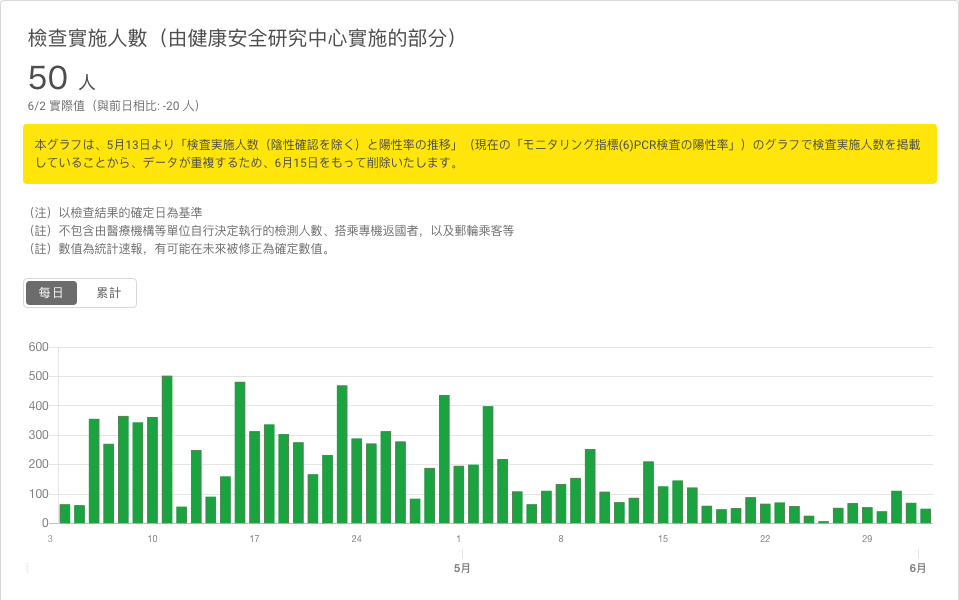 檢查實施人數（由健康安全研究中心實施的部分）
50 人
6/2 實際值（與前日相比: -20 人）
本グラフは、5月13日より「検査実施人数（陰性確認を除く）と陽性率の推移」（現在の「モニタリング指標(6)PCR検査の陽性率」）のグラフで検査実施人数を掲載
していることから、データが重複するため、6月15日をもって削除いたします。
（注）以檢查結果的確定日為基準
（註）不包含由醫療機構等單位自行決定執行的檢測人數、搭乘專機返國者，以及郵輪乘客等
（註）數值為統計速報，有可能在未來被修正為確定數值。
每日 累計
600
500
400
300
200
100
0
3 10 17 24 1 8 15 22 29
5月 6月